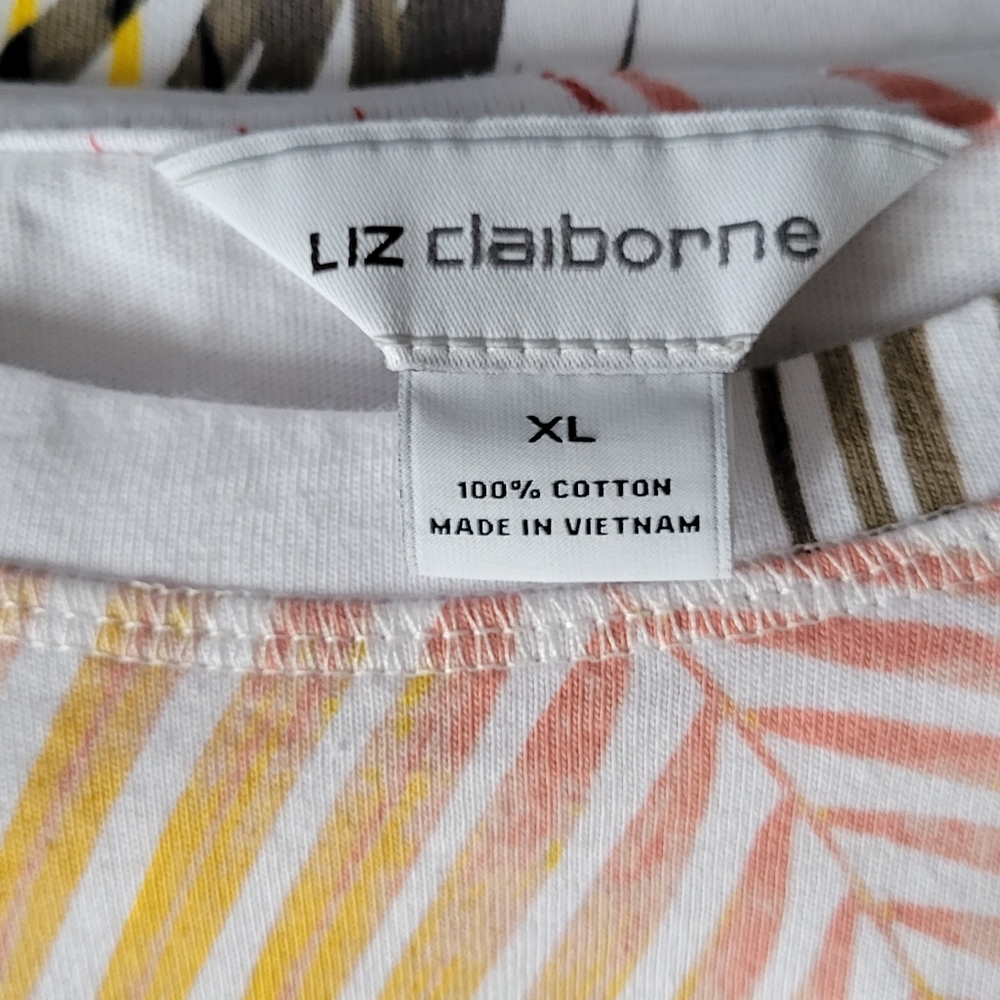 LIZ claiborne
XL
100% COTTON
MADE IN VIETNAM